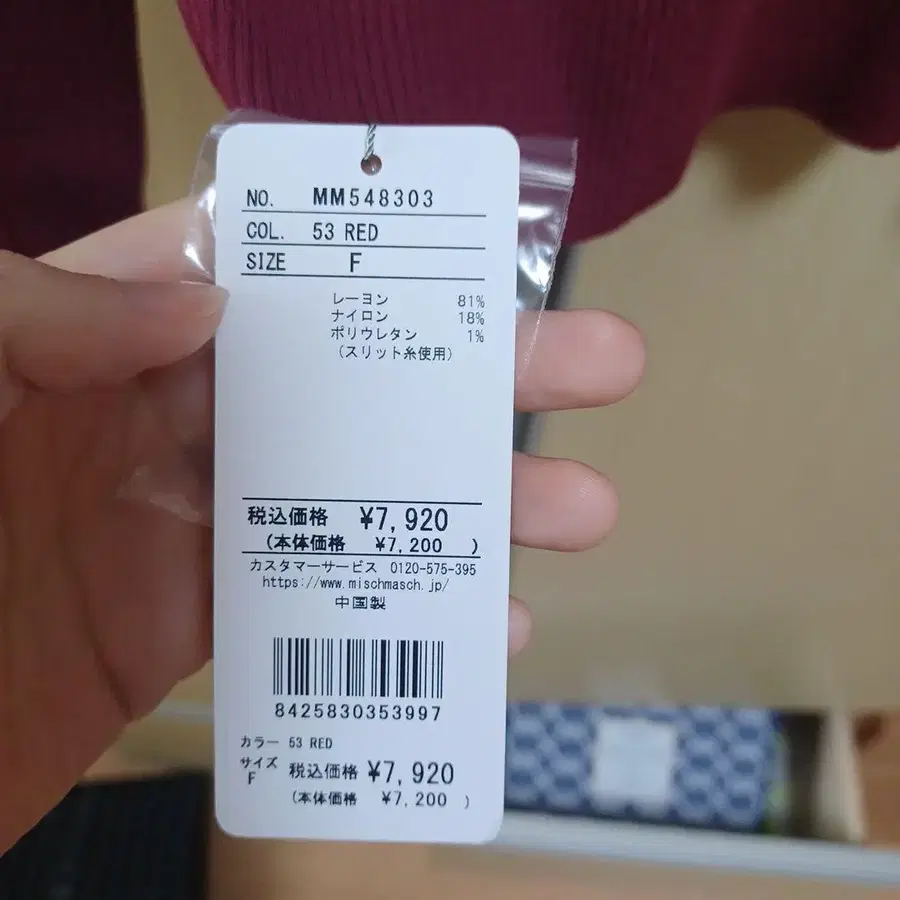 NO. MM548303
COL. 53 RED
SIZE F
レーヨン 81%
ナイロン 18%
ポリウレタン 1%
(スリット糸使用)
税込価格 ¥7,920
(本体価格 ¥7,200 )
カスタマーサービス 0120-575-395
https://www.mischmasch.jp/
中国製
8425830353997
カラー 53 RED
サイズ F 税込価格 ¥7,920
(本体価格 ¥7,200 )